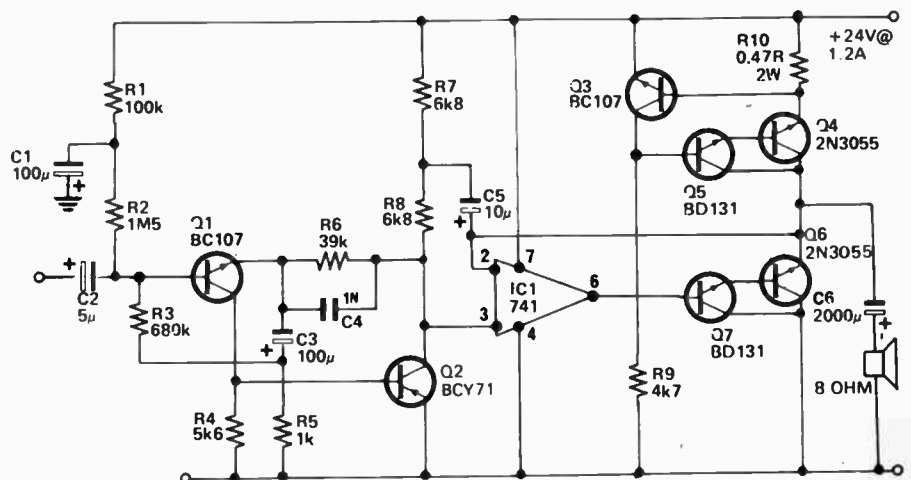 R1
100k
C1
100µ
+
R2
1M5
+
C2
5µ
R3
680k
Q1
BC107
R6
39k
1N
C4
+
C3
100µ
R4
5k6
R5
1k
Q2
BCY71
R7
6k8
R8
6k8
C5
10µ
+
2
7
IC1
741
3
4
6
Q3
BC107
R10
0.47R
2W
+24V@
1.2A
Q4
2N3055
Q5
BD131
Q6
2N3055
Q7
BD131
C6
2000µ
+
R9
4k7
8 OHM